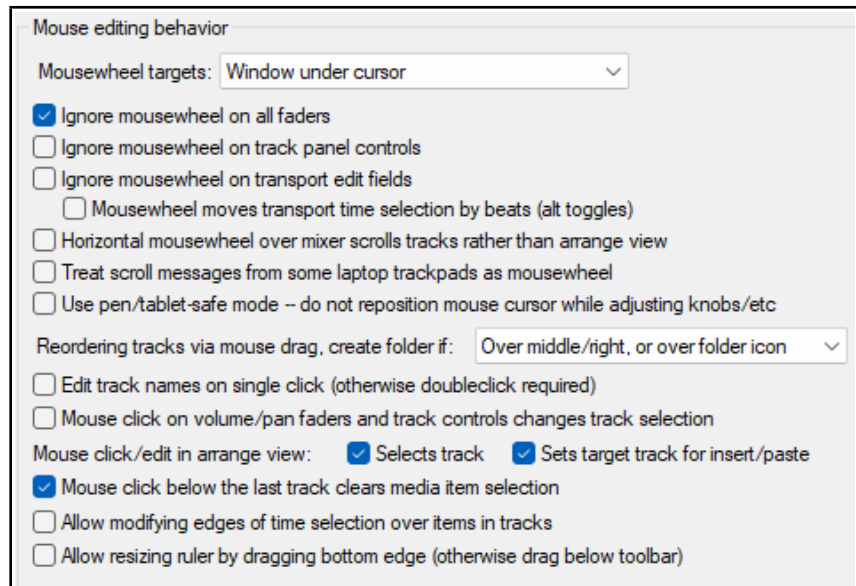 Mouse editing behavior
Mousewheel targets: Window under cursor
Ignore mousewheel on all faders
Ignore mousewheel on track panel controls
Ignore mousewheel on transport edit fields
Mousewheel moves transport time selection by beats (alt toggles)
Horizontal mousewheel over mixer scrolls tracks rather than arrange view
Treat scroll messages from some laptop trackpads as mousewheel
Use pen/tablet-safe mode -- do not reposition mouse cursor while adjusting knobs/etc
Reordering tracks via mouse drag, create folder if: Over middle/right, or over folder icon
Edit track names on single click (otherwise doubleclick required)
Mouse click on volume/pan faders and track controls changes track selection
Mouse click/edit in arrange view: Selects track Sets target track for insert/paste
Mouse click below the last track clears media item selection
Allow modifying edges of time selection over items in tracks
Allow resizing ruler by dragging bottom edge (otherwise drag below toolbar)